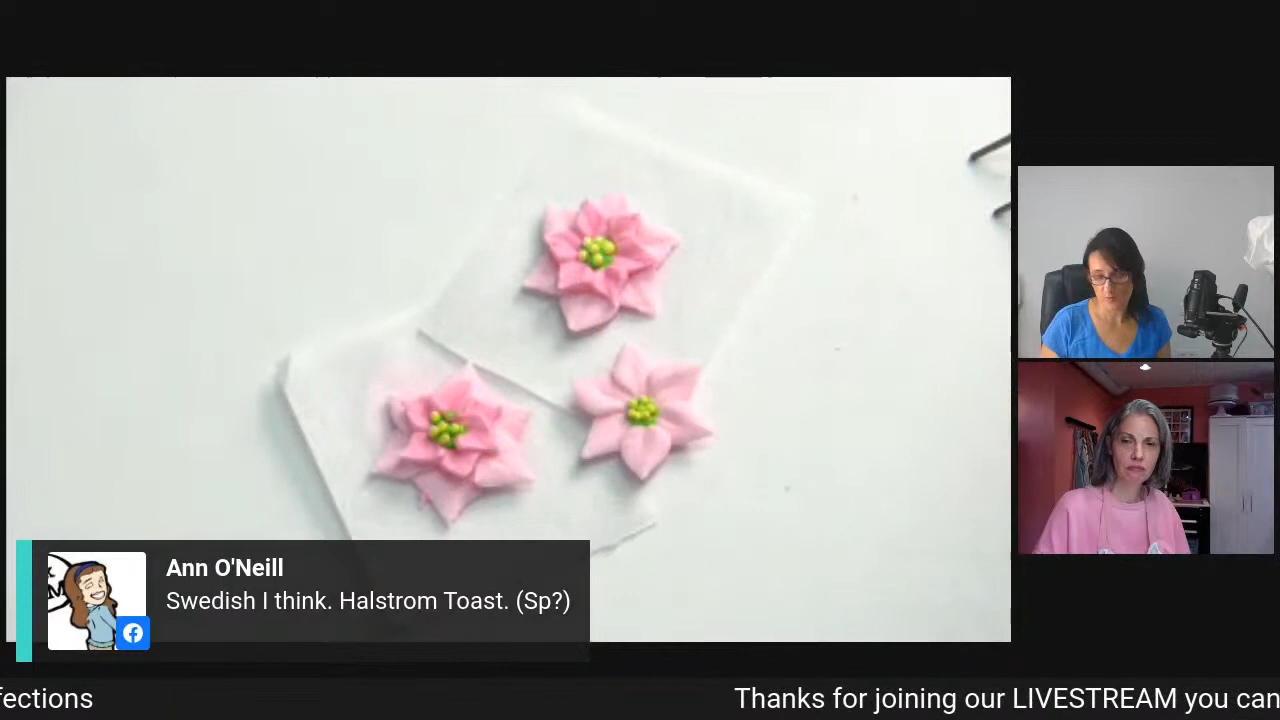 Ann O'Neill
Swedish I think. Halstrom Toast. (Sp?)
fections
Thanks for joining our LIVESTREAM you can